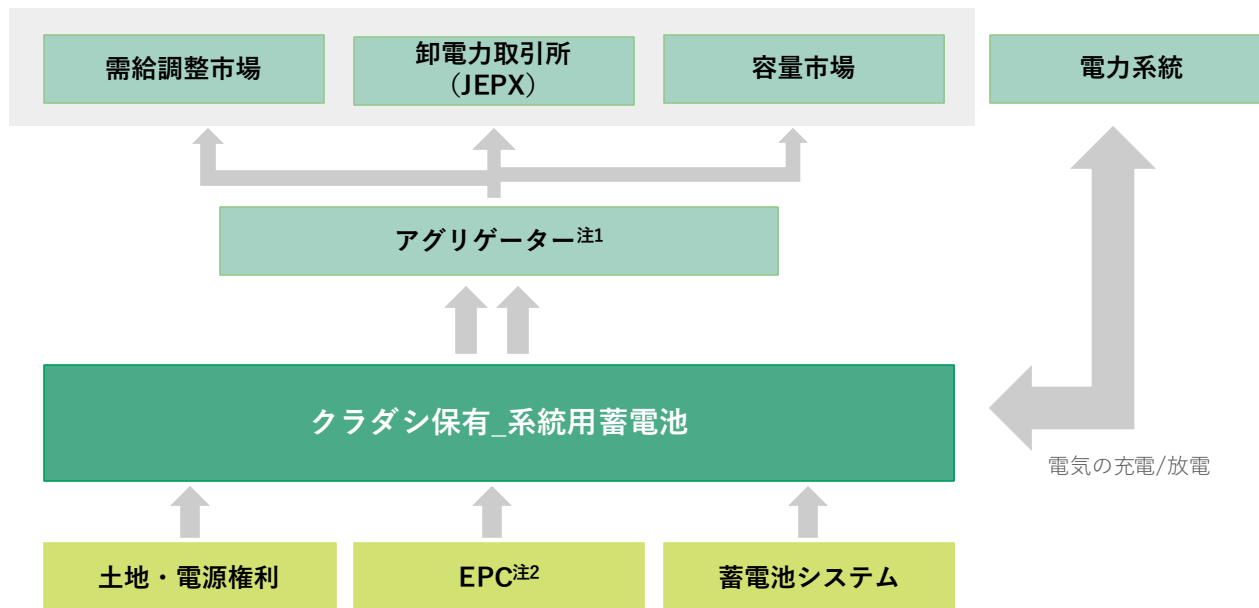 需給調整市場
卸電力取引所
（JEPX）
容量市場
電力系統
アグリゲーター注1
クラダシ保有_系統用蓄電池
電気の充電/放電
土地・電源権利
EPC注2
蓄電池システム